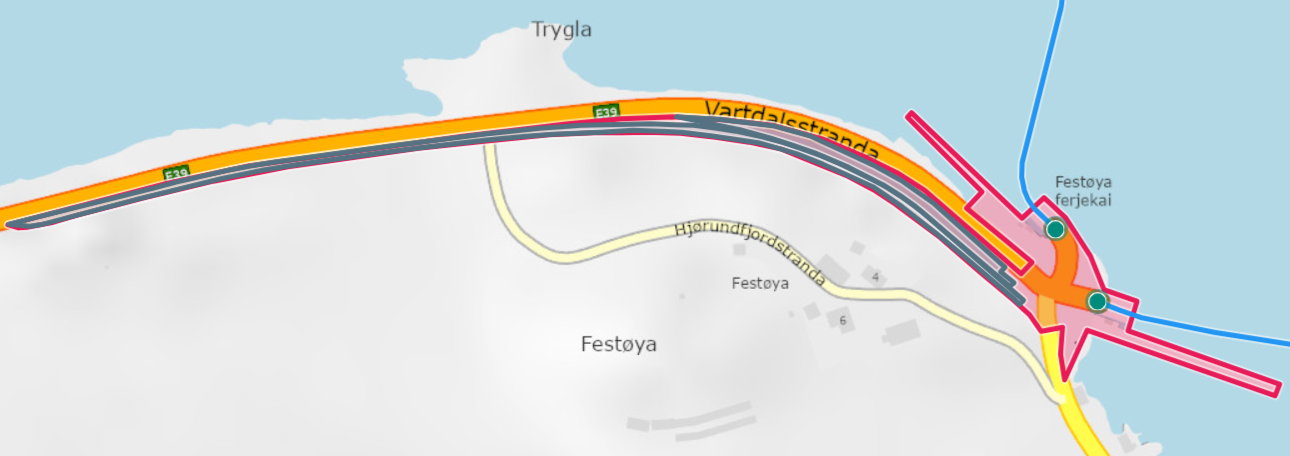 Trygla
E39
Vartdalsstranda
E39
Festøya
ferjekai
Hjørundfjordstranda
Festøya
4
6
Festøya